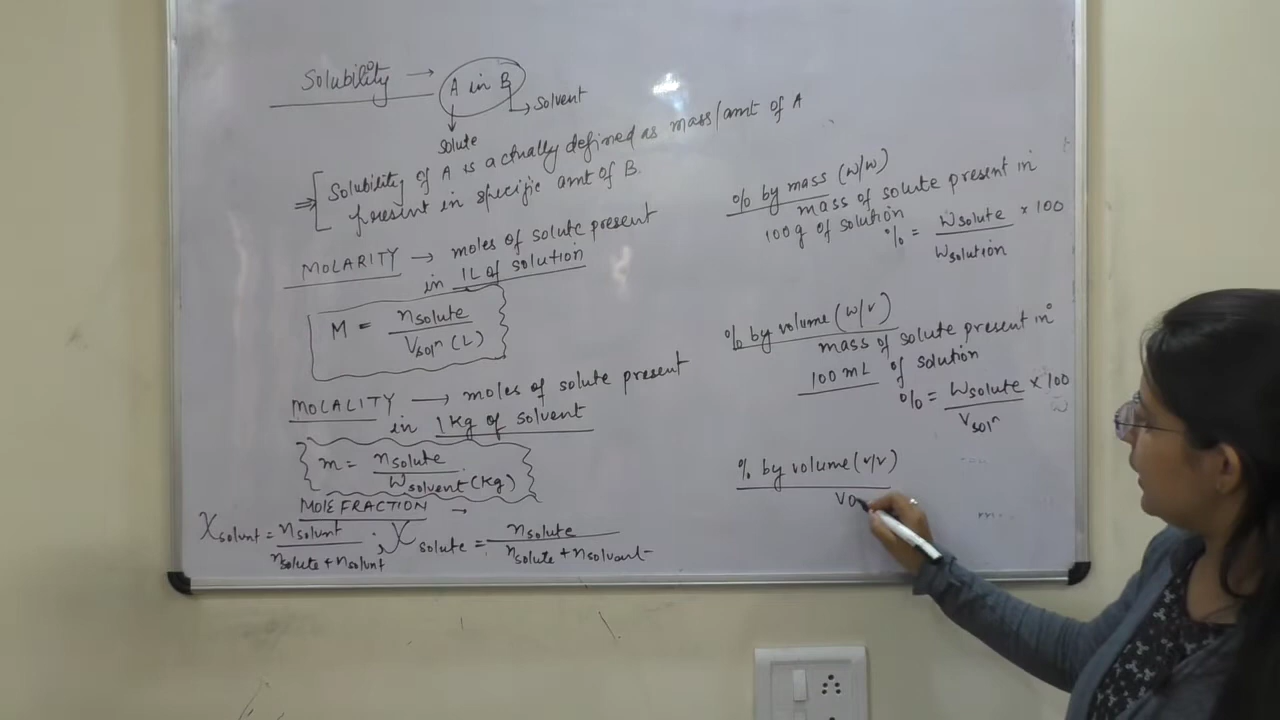 Solubility → A in B
→ Solvent
solute
⇒ [ Solubility of A is actually defined as mass/amt of A
present in specific amt of B.
MOLARITY → moles of solute present
in 1L of solution
M = nsolute / Vsolⁿ (L)
MOLALITY → moles of solute present
in 1kg of solvent
m = nsolute / Wsolvent (kg)
MOLE FRACTION →
Xsolvnt = nsolvnt / nsolute + nsolvnt ; Xsolute = nsolute / nsolute + nsolvent
% by mass (w/w)
mass of solute present in
100g of solution
% = Wsolute / Wsolution × 100
% by volume (w/v)
mass of solute present in
100 mL of solution
% = Wsolute / Vsolⁿ × 100
% by volume (v/v)
vo